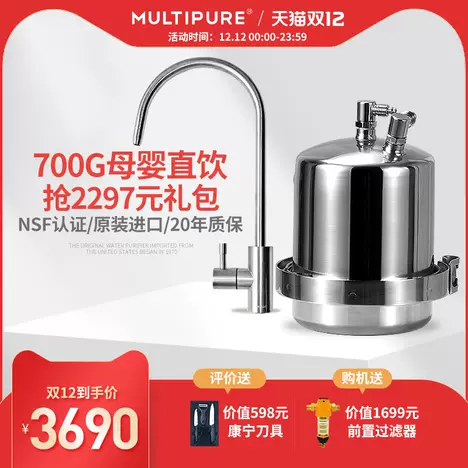 MULTIPURE® 天猫双12
活动时间：12.12 00:00-23:59
700G母婴直饮
抢2297元礼包
NSF认证/原装进口/20年质保
THE ORIGINAL WATER PURIFIER IMPORTED FROM
THE UNITED STATES BEGAN IN 1970
双12到手价
¥3690
评价送
价值598元
康宁刀具
购机送
价值1699元
前置过滤器